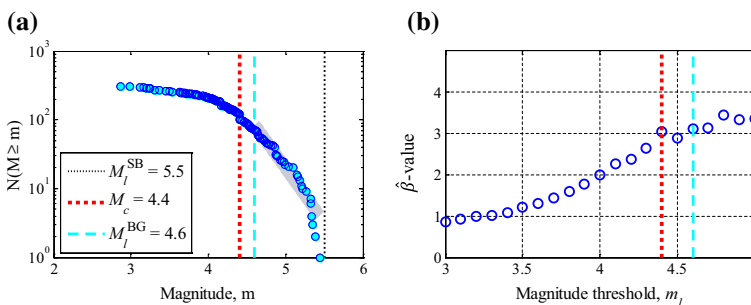 (a)
10^3
10^2
10^1
10^0
N(M ≥ m)
M_l^SB = 5.5
M_c = 4.4
M_l^BG = 4.6
2 3 4 5 6
Magnitude, m
(b)
4
3
2
1
0
β̂-value
3 3.5 4 4.5
Magnitude threshold, m_l